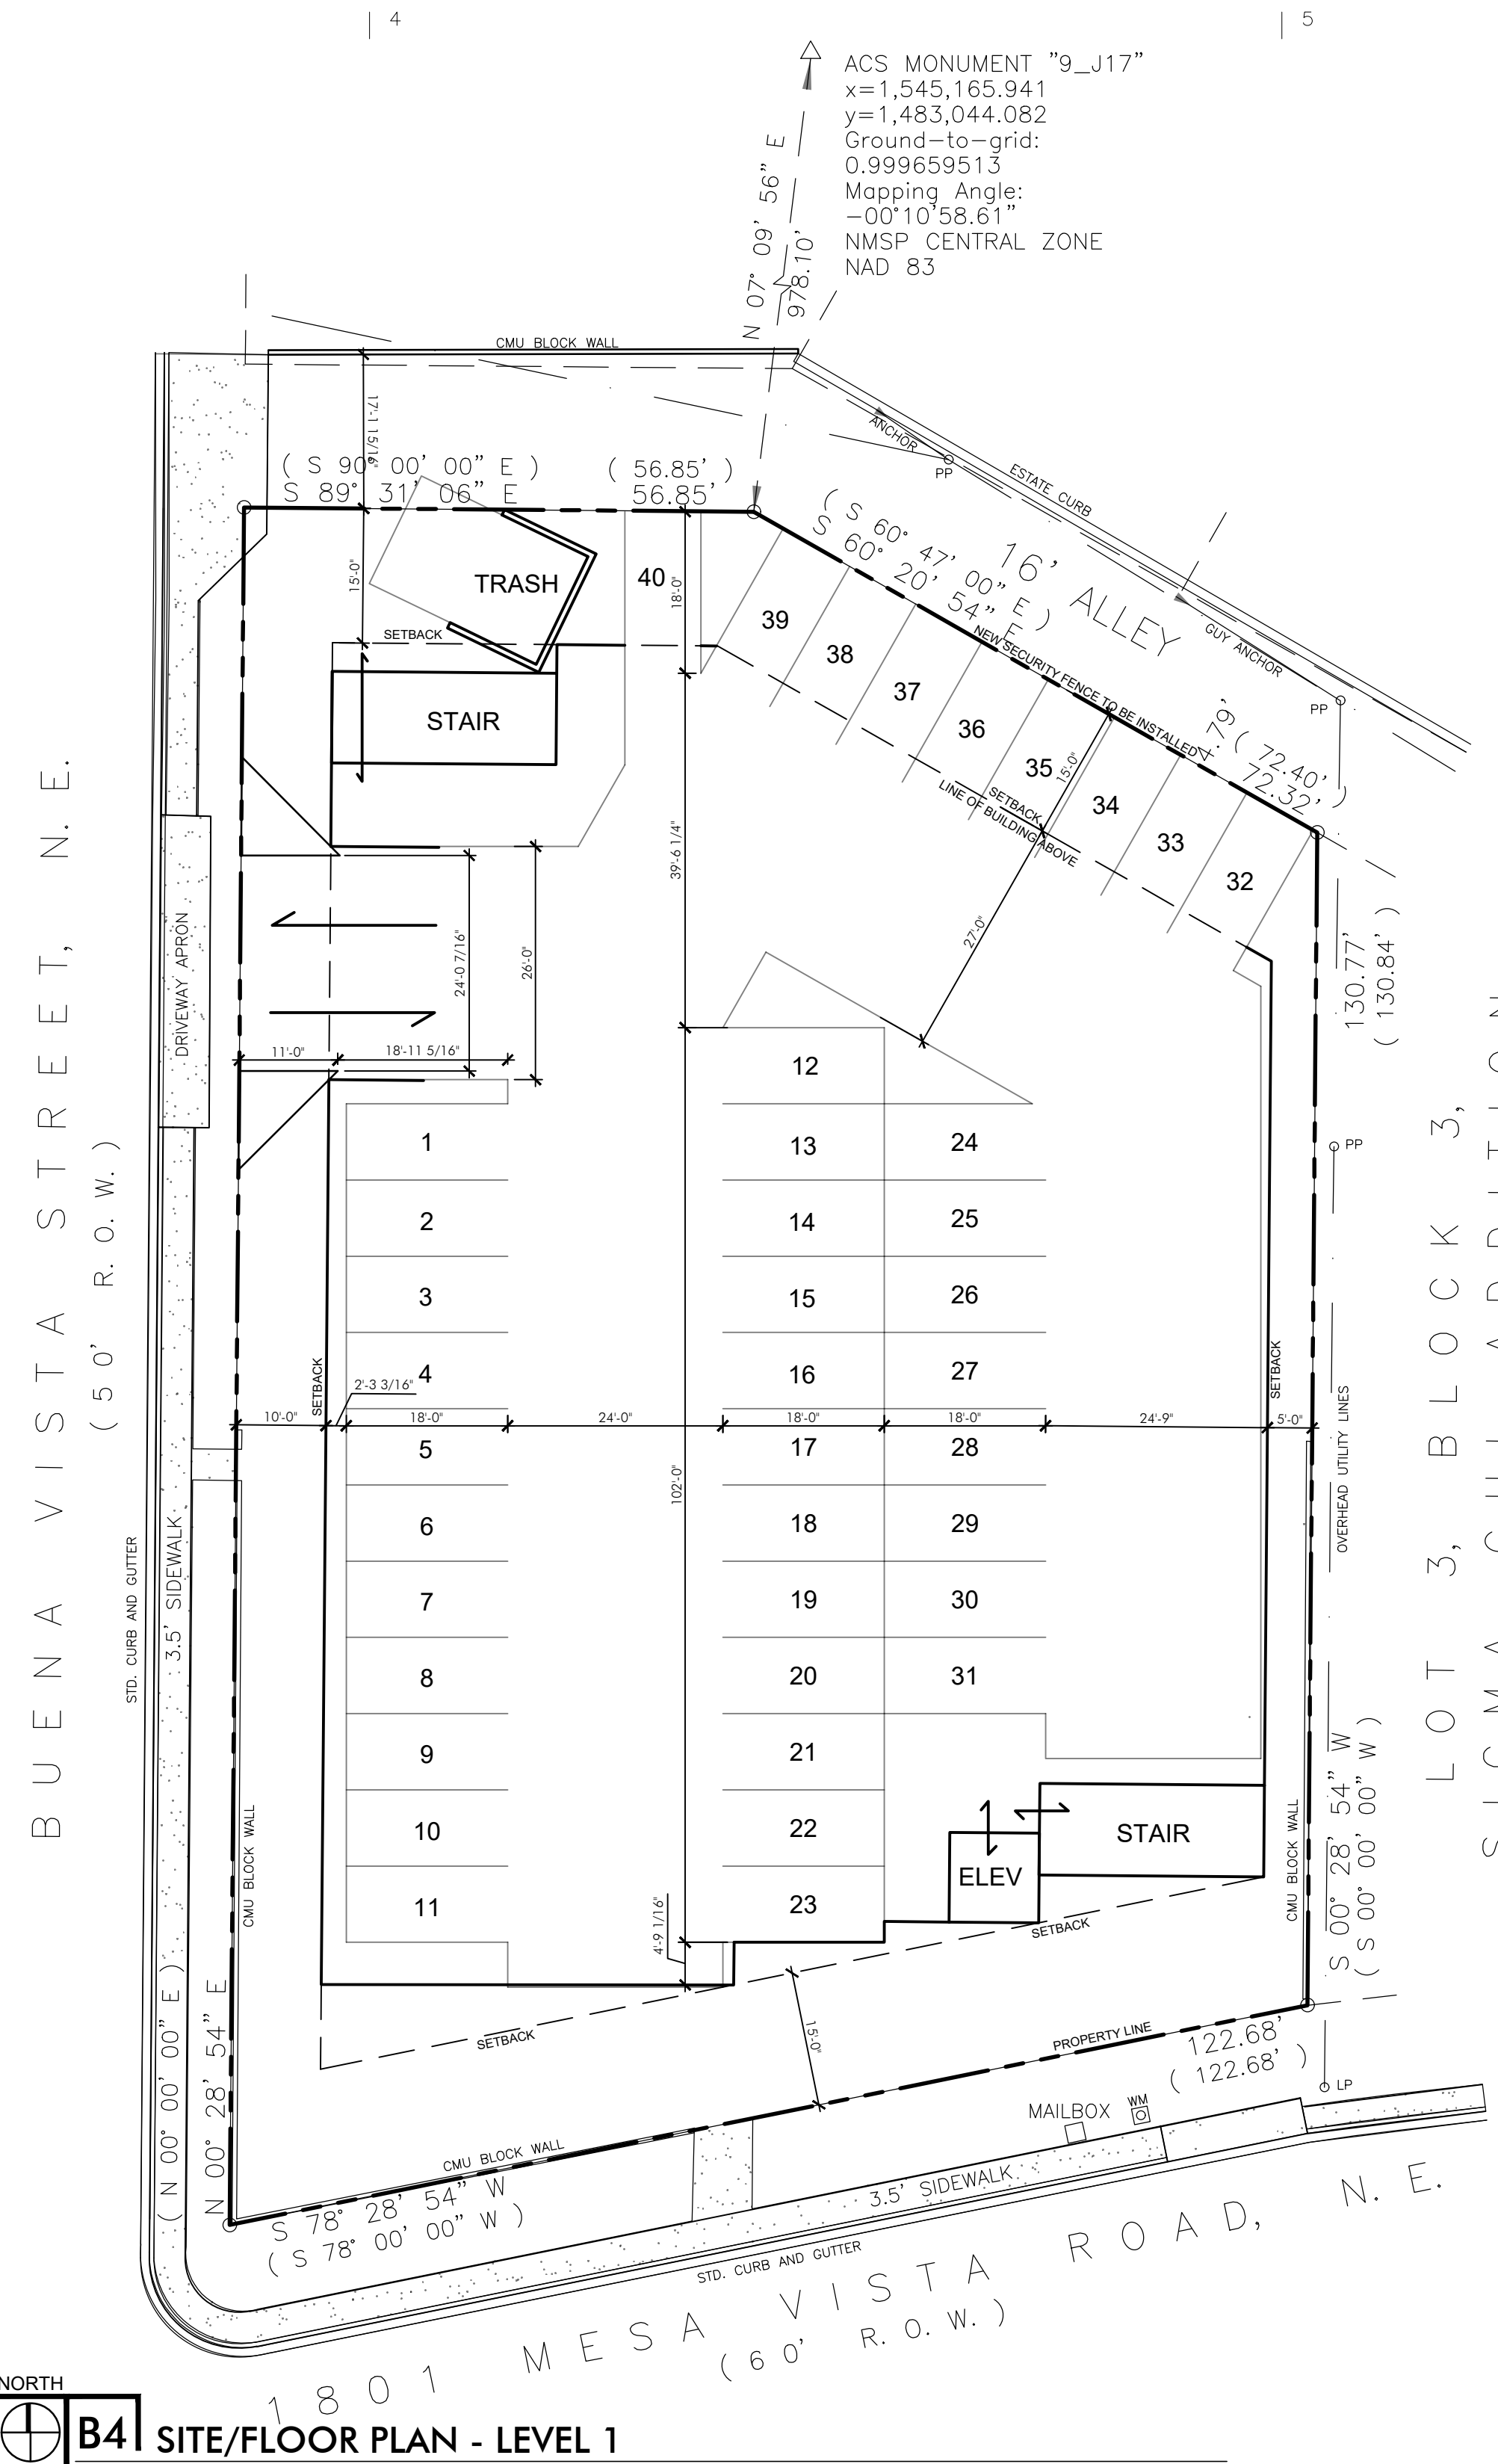 4
5
ACS MONUMENT "9_J17"
x=1,545,165.941
y=1,483,044.082
Ground-to-grid:
0.999659513
Mapping Angle:
-00°10'58.61"
NMSP CENTRAL ZONE
NAD 83
N 07° 09' 56" E
978.10'
CMU BLOCK WALL
17'-1 15/16"
( S 90° 00' 00" E )
( 56.85' )
S 89° 31' 06" E
56.85'
ANCHOR
PP
ESTATE CURB
16' ALLEY
( S 60° 47' 00" E )
S 60° 20' 54" E
NEW SECURITY FENCE TO BE INSTALLED
GUY ANCHOR
PP
4.79'
( 72.40' )
72.32'
TRASH
15'-0"
SETBACK
STAIR
40
18'-0"
39
38
37
36
35
34
33
32
15'-0"
SETBACK
LINE OF BUILDING ABOVE
39'-6 1/4"
27'-0"
24'-0 7/16"
26'-0"
DRIVEWAY APRON
11'-0"
18'-11 5/16"
130.77'
( 130.84' )
PP
BUENA VISTA STREET, N.E.
( 50' R.O.W. )
12
1
13
24
2
14
25
3
15
26
4
16
27
SETBACK
2'-3 3/16"
10'-0"
18'-0"
24'-0"
18'-0"
18'-0"
24'-9"
5'-0"
SETBACK
5
17
28
102'-0"
6
18
29
7
19
30
8
20
31
9
21
10
22
11
23
OVERHEAD UTILITY LINES
LOT 3, BLOCK 3,
STD. CURB AND GUTTER
3.5' SIDEWALK
CMU BLOCK WALL
STAIR
ELEV
4'-9 1/16"
SETBACK
CMU BLOCK WALL
S 00° 28' 54" W
( S 00° 00' 00" W )
( N 00° 00' 00" E )
N 00° 28' 54" E
SETBACK
15'-0"
PROPERTY LINE
122.68'
( 122.68' )
LP
MAILBOX
WM
CMU BLOCK WALL
S 78° 28' 54" W
( S 78° 00' 00" W )
3.5' SIDEWALK
STD. CURB AND GUTTER
1801 MESA VISTA ROAD, N.E.
( 60' R.O.W. )
NORTH
B4
SITE/FLOOR PLAN - LEVEL 1